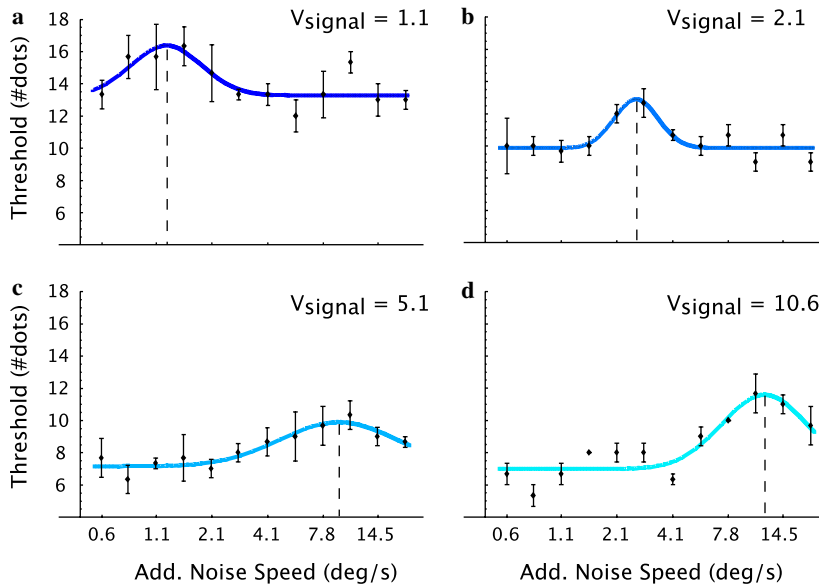 a
Vsignal = 1.1
b
Vsignal = 2.1
Threshold (#dots)
18
16
14
12
10
8
6
c
Vsignal = 5.1
d
Vsignal = 10.6
Threshold (#dots)
18
16
14
12
10
8
6
0.6 1.1 2.1 4.1 7.8 14.5
0.6 1.1 2.1 4.1 7.8 14.5
Add. Noise Speed (deg/s)
Add. Noise Speed (deg/s)